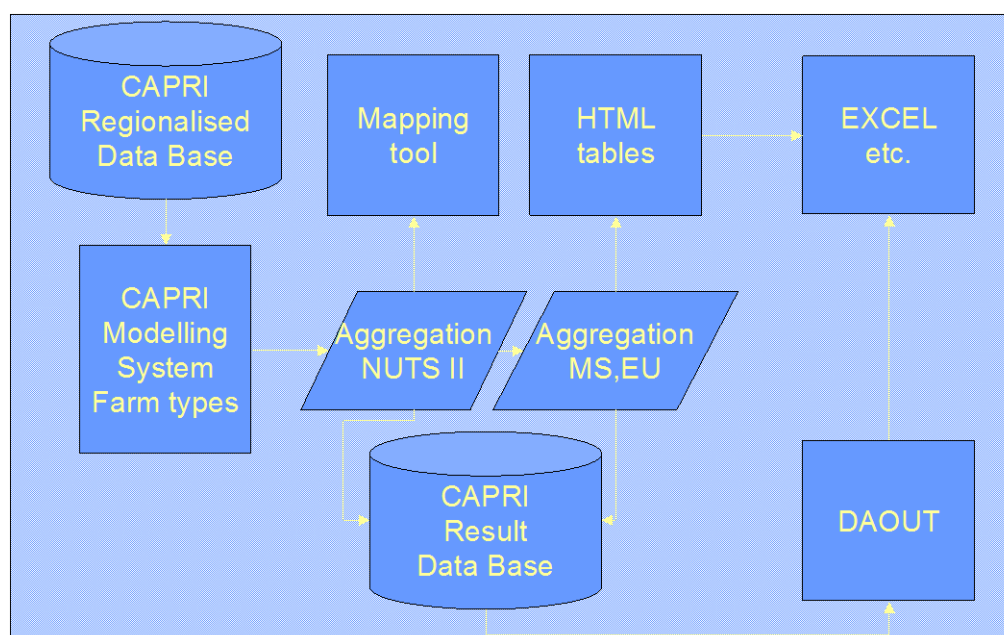 CAPRI
Regionalised
Data Base
Mapping
tool
HTML
tables
EXCEL
etc.
CAPRI
Modelling
System
Farm types
Aggregation
NUTS II
Aggregation
MS,EU
CAPRI
Result
Data Base
DAOUT